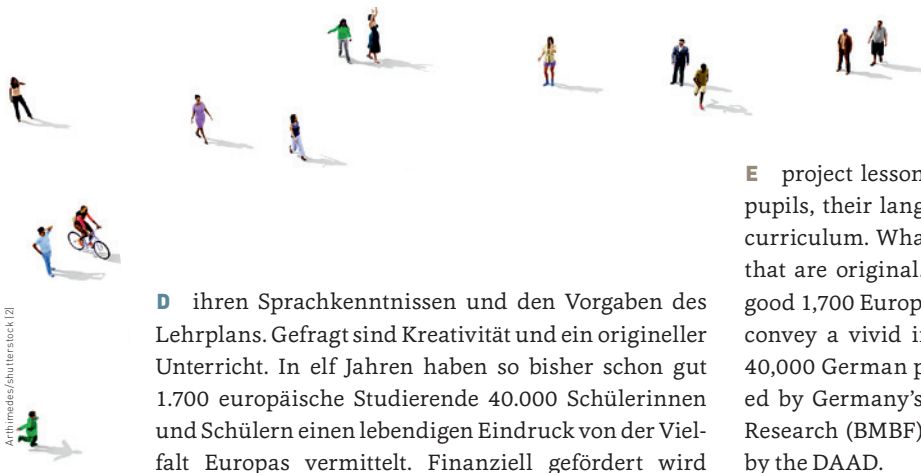 D ihren Sprachkenntnissen und den Vorgaben des
Lehrplans. Gefragt sind Kreativität und ein origineller
Unterricht. In elf Jahren haben so bisher schon gut
1.700 europäische Studierende 40.000 Schülerinnen
und Schülern einen lebendigen Eindruck von der Viel-
falt Europas vermittelt. Finanziell gefördert wird
E project lesson
pupils, their lang
curriculum. Wha
that are original.
good 1,700 Europ
convey a vivid i
40,000 German p
ed by Germany's
Research (BMBF)
by the DAAD.
Arthimedes/shutterstock [2]